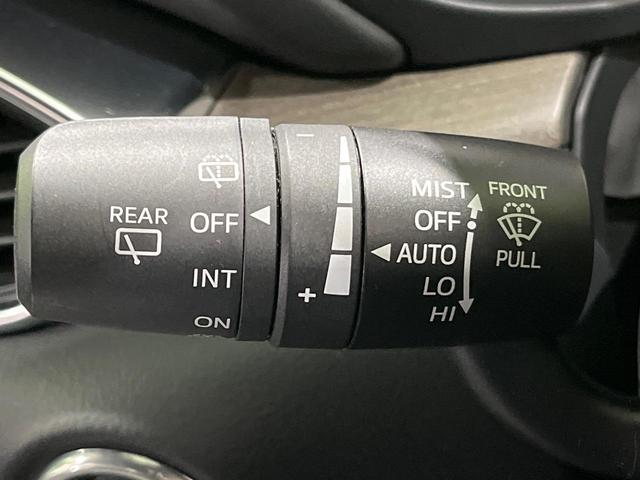 REAR
OFF
INT
ON
−
+
MIST
OFF
AUTO
LO
HI
FRONT
PULL